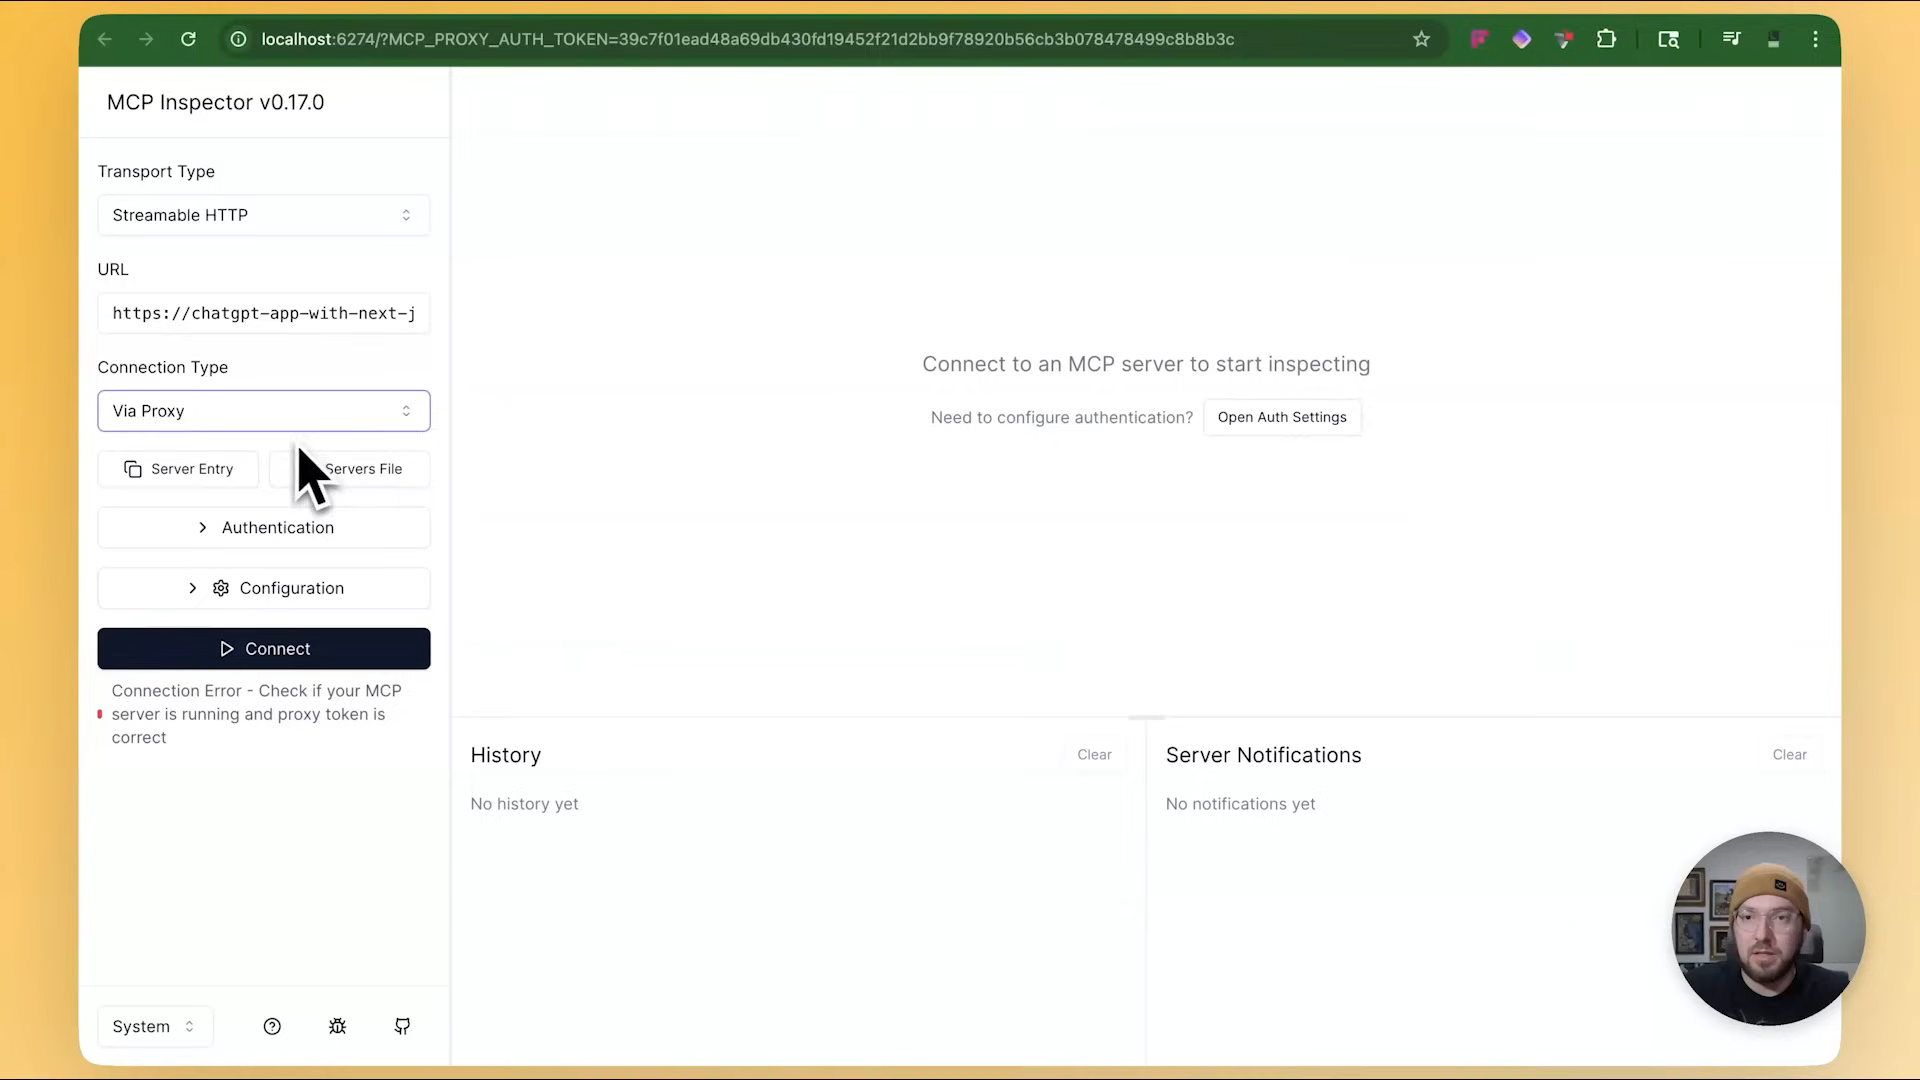 localhost:6274/?MCP_PROXY_AUTH_TOKEN=39c7f01ead48a69db430fd19452f21d2bb9f78920b56cb3b078478499c8b8b3c
MCP Inspector v0.17.0
Transport Type
Streamable HTTP
URL
https://chatgpt-app-with-next-j
Connection Type
Via Proxy
Server Entry
Servers File
Authentication
Configuration
Connect
Connection Error - Check if your MCP
server is running and proxy token is
correct
System
Connect to an MCP server to start inspecting
Need to configure authentication?
Open Auth Settings
History
Clear
No history yet
Server Notifications
Clear
No notifications yet